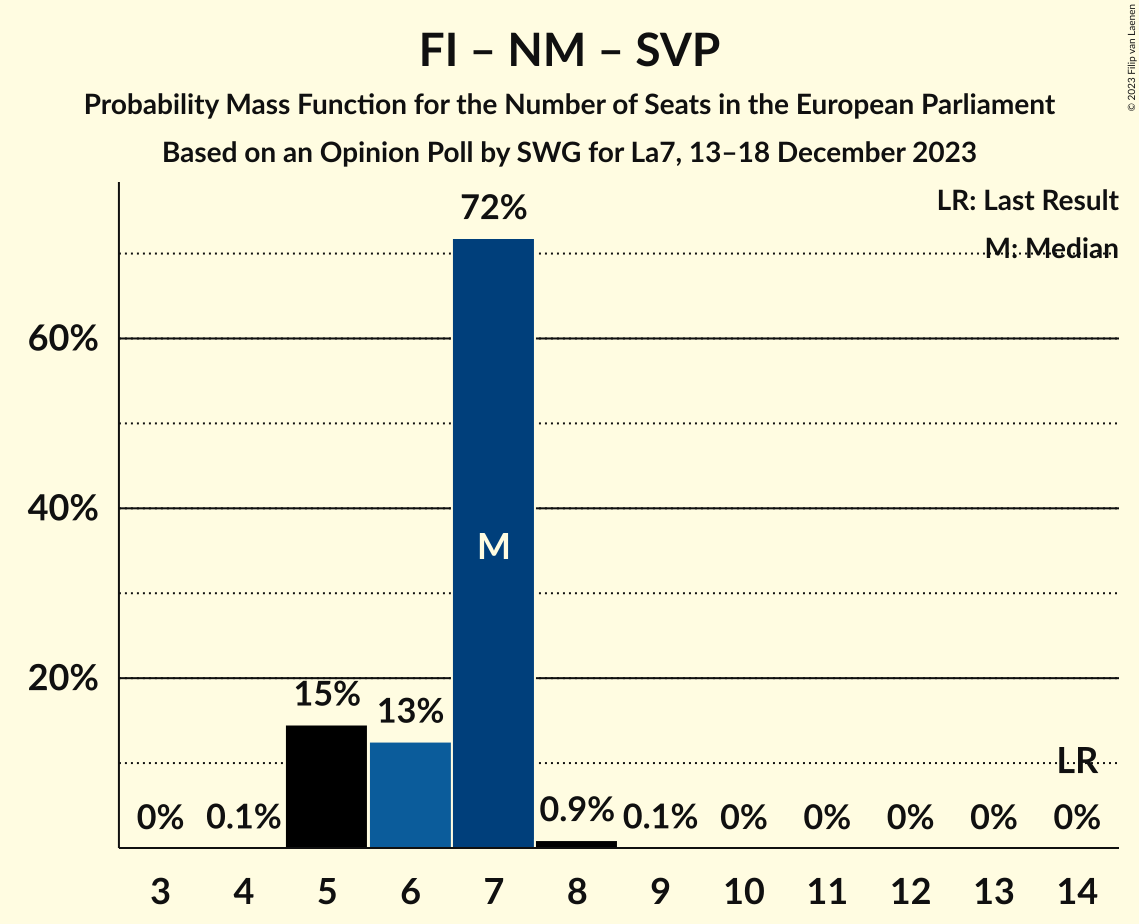 FI – NM – SVP
Probability Mass Function for the Number of Seats in the European Parliament
Based on an Opinion Poll by SWG for La7, 13–18 December 2023
© 2023 Filip van Laenen
LR: Last Result
M: Median
72%
60%
40%
M
20%
15%
13%
LR
0%
0.1%
0.9%
0.1%
0%
0%
0%
0%
0%
3 4 5 6 7 8 9 10 11 12 13 14